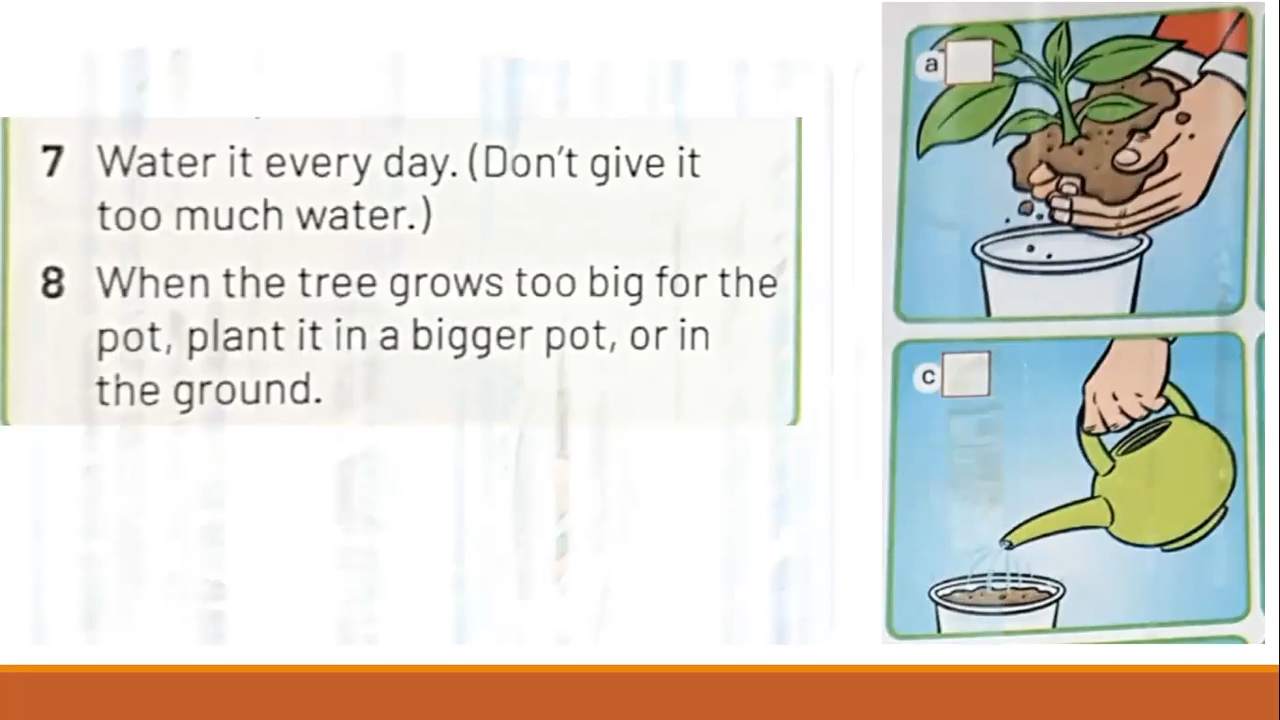 7 Water it every day. (Don't give it
too much water.)
8 When the tree grows too big for the
pot, plant it in a bigger pot, or in
the ground.
a
c